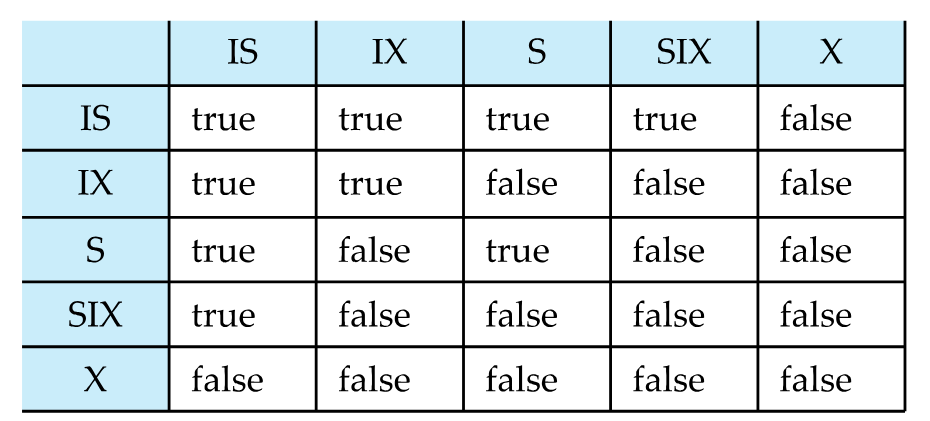 IS IX S SIX X
IS true true true true false
IX true true false false false
S true false true false false
SIX true false false false false
X false false false false false